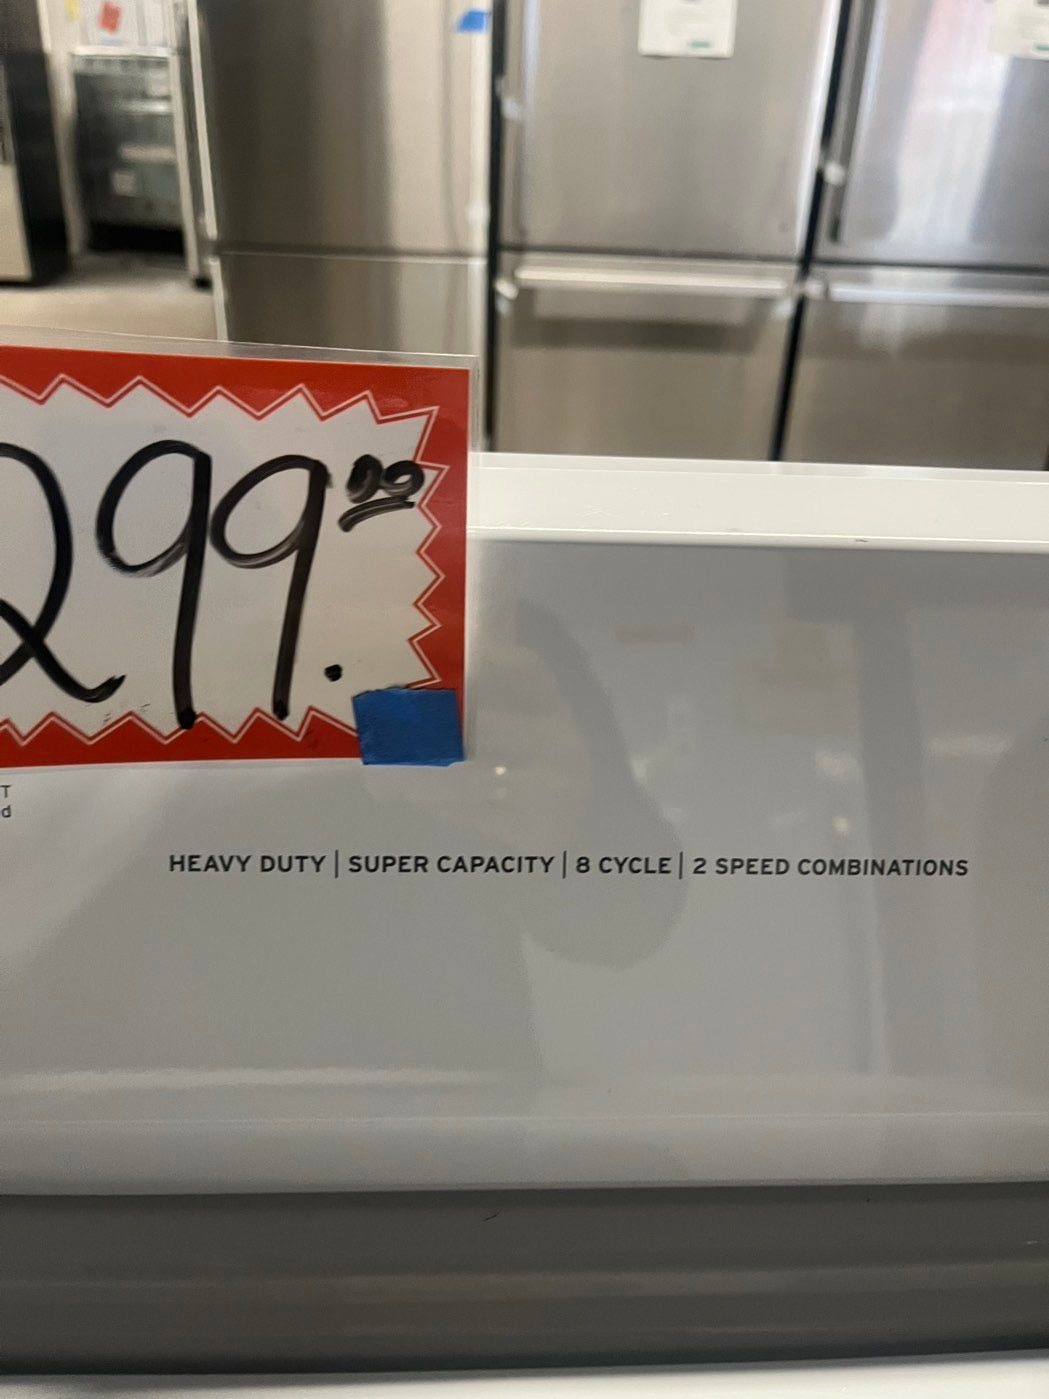 299.00
T
d
HEAVY DUTY | SUPER CAPACITY | 8 CYCLE | 2 SPEED COMBINATIONS